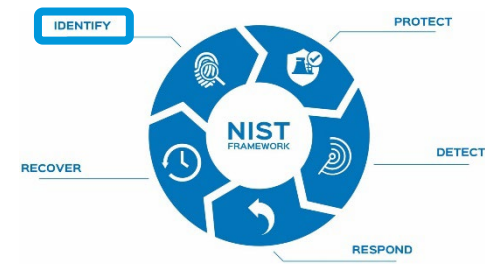 IDENTIFY
PROTECT
NIST
FRAMEWORK
DETECT
RECOVER
RESPOND